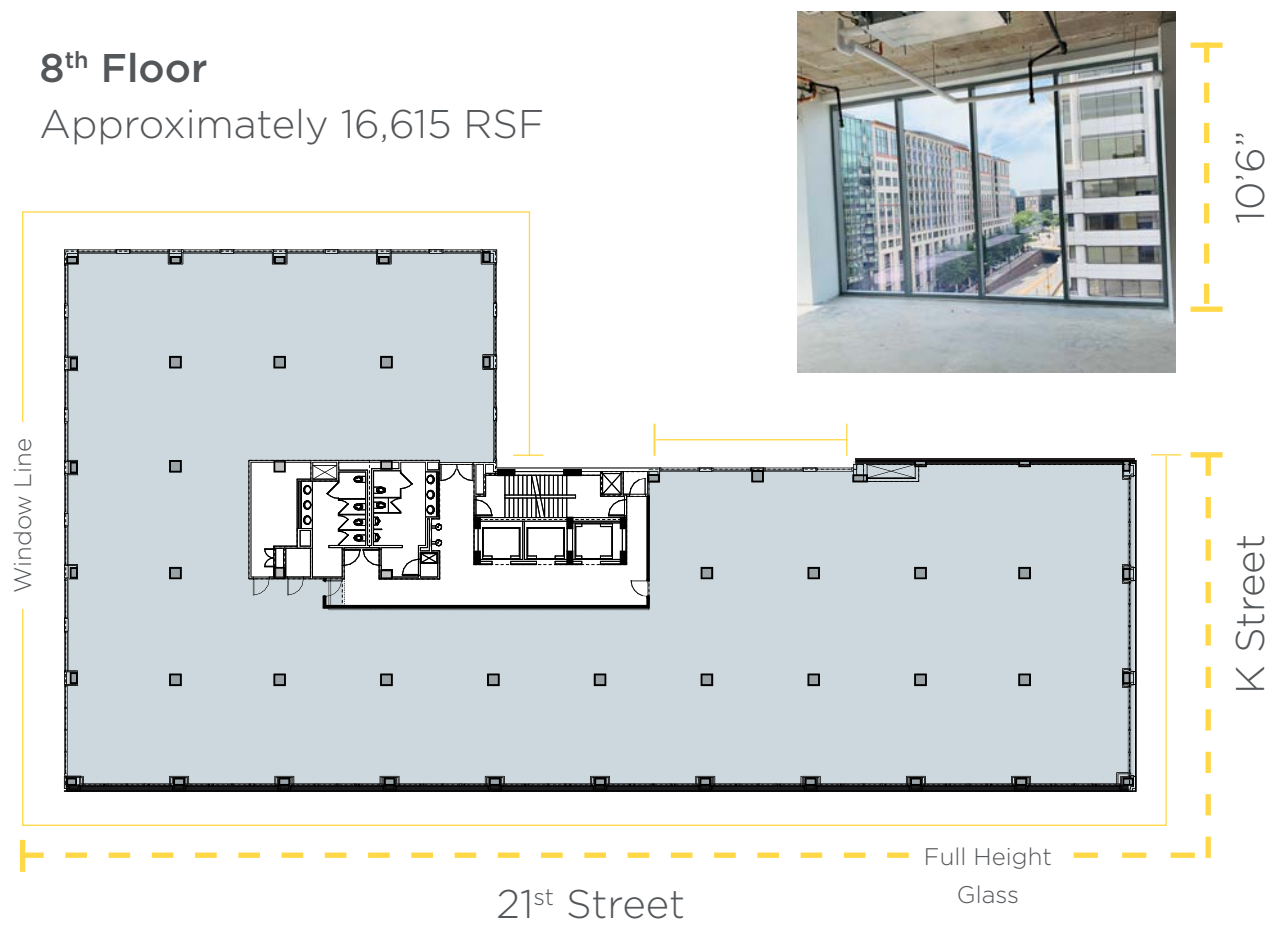 8th Floor
Approximately 16,615 RSF
10’6”
Window Line
K Street
Full Height
Glass
21st Street